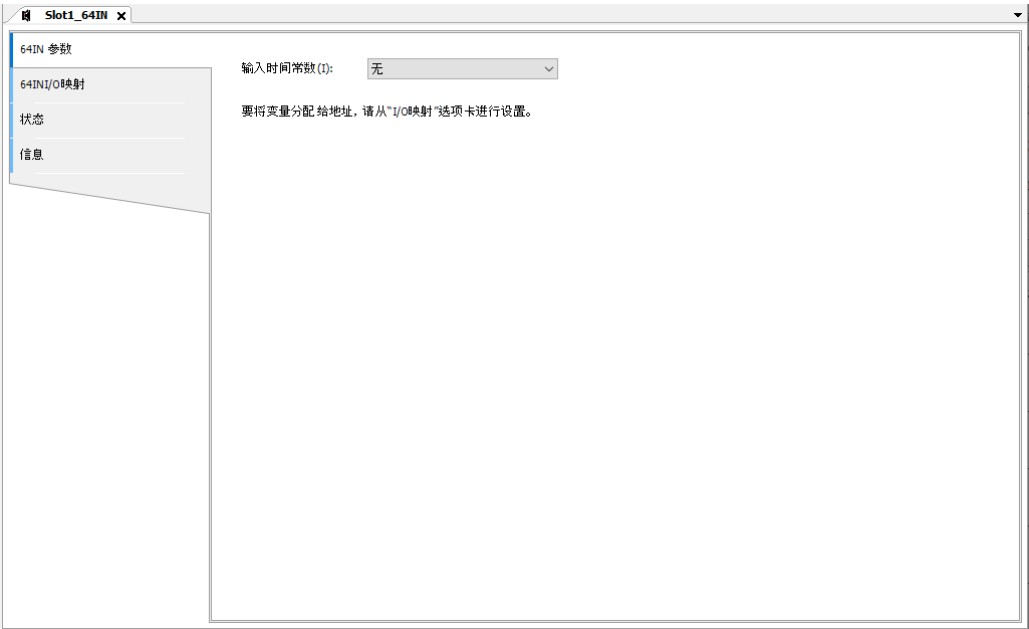 Slot1_64IN
64IN 参数
64INI/O映射
状态
信息
输入时间常数(I):
无
要将变量分配给地址，请从"I/O映射"选项卡进行设置。